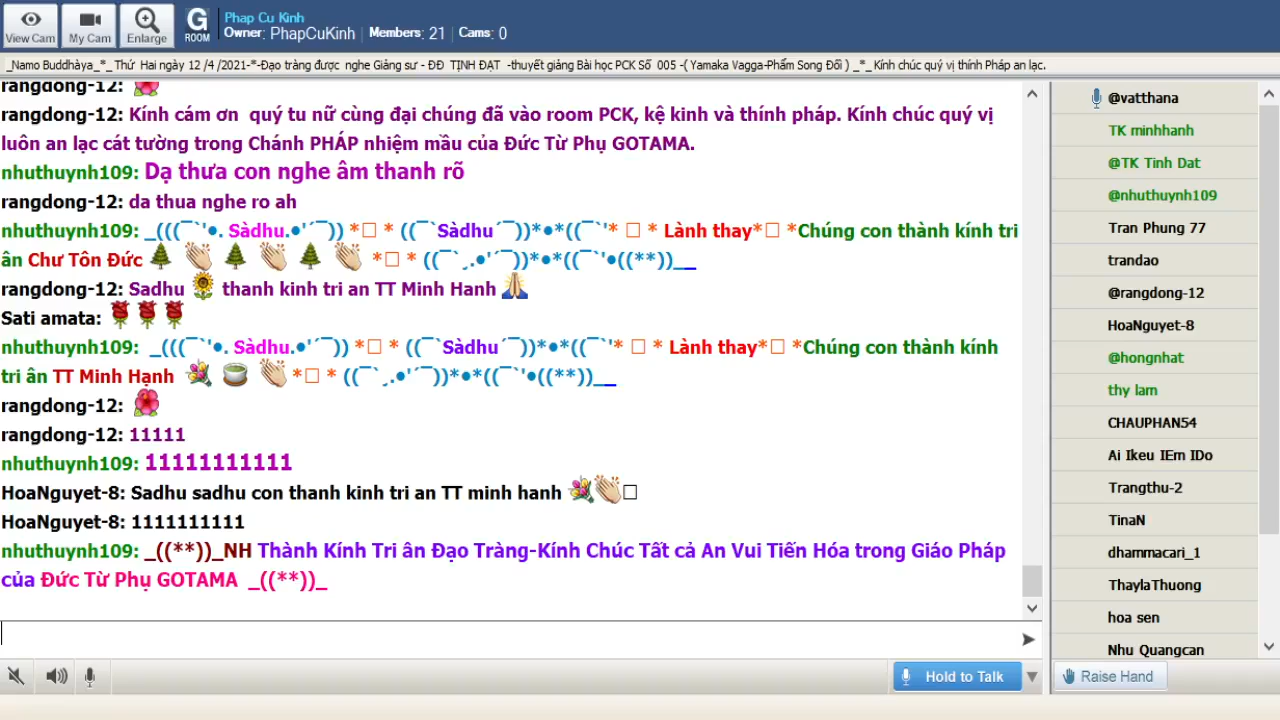 View Cam
My Cam
Enlarge
G
ROOM
Phap Cu Kinh
Owner: PhapCuKinh | Members: 21 | Cams: 0
_Namo Buddhàya_*_ Thứ Hai ngày 12 /4 /2021-*-Đạo tràng được nghe Giảng sư - ĐĐ TỊNH ĐẠT -thuyết giảng Bài học PCK Số 005 -( Yamaka Vagga-Phẩm Song Đối ) _*_ Kính chúc quý vị thính Pháp an lạc.
rangdong-12: 🌺
rangdong-12: Kính cám ơn quý tu nữ cùng đại chúng đã vào room PCK, kệ kinh và thính pháp. Kính chúc quý vị
luôn an lạc cát tường trong Chánh PHÁP nhiệm mầu của Đức Từ Phụ GOTAMA.
nhuthuynh109: Dạ thưa con nghe âm thanh rõ
rangdong-12: da thua nghe ro ah
nhuthuynh109: _(((¯`'•. Sàdhu.•'´¯)) *□ * ((¯`Sàdhu´¯))*•*((¯`'* □ * Lành thay*□ *Chúng con thành kính tri
ân Chư Tôn Đức 🌲 👏 🌲 👏 🌲 👏 *□ * ((¯`¸.•'´¯))*•*((¯`'•((**))__
rangdong-12: Sadhu 🌻 thanh kinh tri an TT Minh Hanh 🙏
Sati amata: 🌹🌹🌹
nhuthuynh109: _(((¯`'•. Sàdhu.•'´¯)) *□ * ((¯`Sàdhu´¯))*•*((¯`'* □ * Lành thay*□ *Chúng con thành kính
tri ân TT Minh Hạnh 💐 🍵 👏 *□ * ((¯`¸.•'´¯))*•*((¯`'•((**))__
rangdong-12: 🌺
rangdong-12: 11111
nhuthuynh109: 11111111111
HoaNguyet-8: Sadhu sadhu con thanh kinh tri an TT minh hanh 💐👏□
HoaNguyet-8: 1111111111
nhuthuynh109: _((**))_NH Thành Kính Tri ân Đạo Tràng-Kính Chúc Tất cả An Vui Tiến Hóa trong Giáo Pháp
của Đức Từ Phụ GOTAMA _((**))_
@vatthana
TK minhhanh
@TK Tinh Dat
@nhuthuynh109
Tran Phung 77
trandao
@rangdong-12
HoaNguyet-8
@hongnhat
thy lam
CHAUPHAN54
Ai Ikeu IEm IDo
Trangthu-2
TinaN
dhammacari_1
ThaylaThuong
hoa sen
Nhu Quangcan
Hold to Talk
Raise Hand